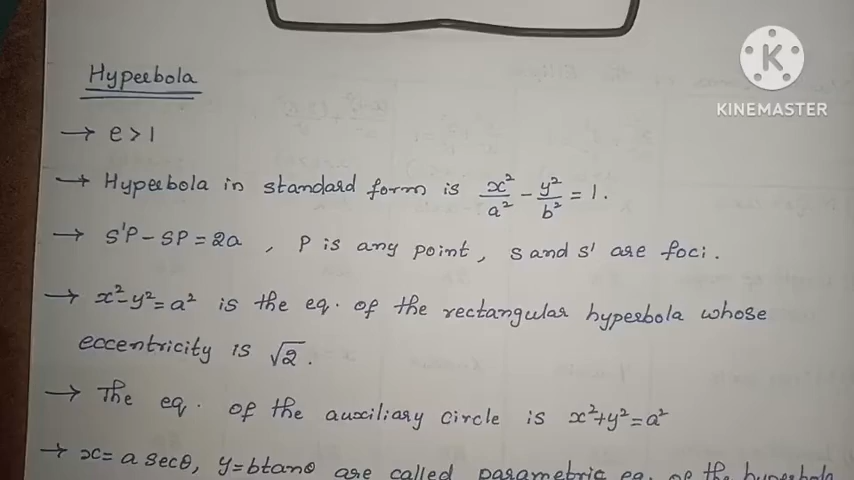 KINEMASTER
Hyperbola
→ e > 1
→ Hyperbola in standard form is x²/a² - y²/b² = 1.
→ S'P - SP = 2a , P is any point, S and S' are foci.
→ x² - y² = a² is the eq. of the rectangular hyperbola whose
eccentricity is √2.
→ The eq. of the auxiliary circle is x² + y² = a²
→ x = a secθ, y = b tanθ are called parametric eq. of the hyperbola